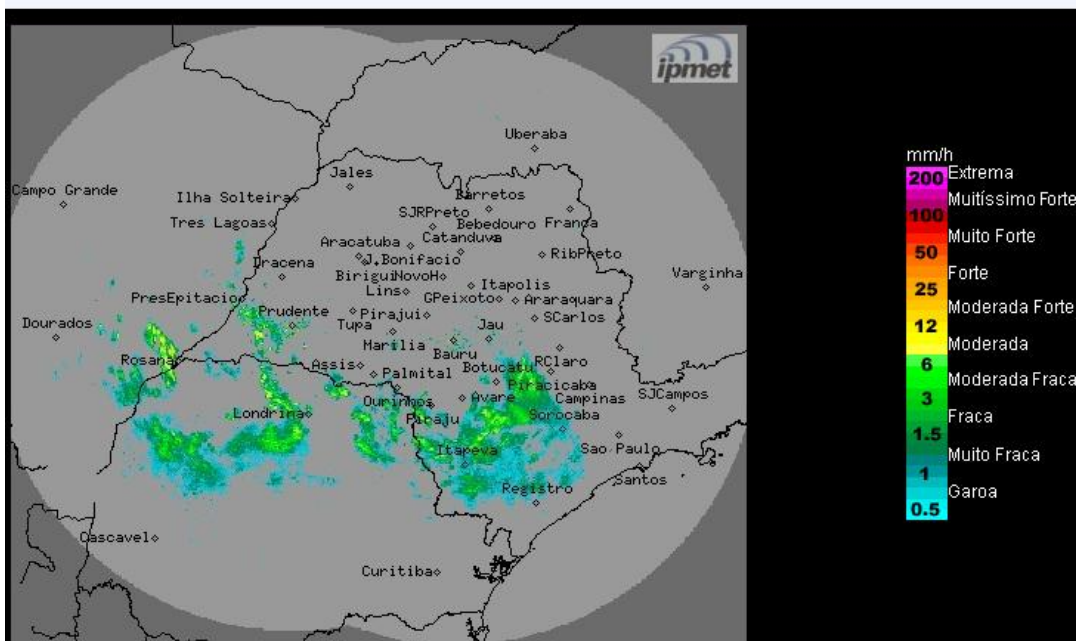 ipmet
Uberaba
Jales
Campo Grande
Ilha Solteira
Barretos
SJRPreto
Tres Lagoas
Bebedouro
Franca
Aracatuba
Catanduva
Dracena
J.Bonifacio
RibPreto
Birigui
NovoH
Varginha
Lins
Itapolis
PresEpitacio
GPeixoto
Araraquara
Prudente
Pirajui
SCarlos
Dourados
Tupa
Jau
Marilia
Bauru
Rosana
Assis
Botucatu
RClaro
Palmital
Piracicaba
Ourinhos
Avare
Campinas
SJCampos
Londrina
Piraju
Sorocaba
Itapeva
Sao Paulo
Santos
Registro
Cascavel
Curitiba
mm/h
200 Extrema
Muitíssimo Forte
100
Muito Forte
50
Forte
25
Moderada Forte
12
Moderada
6
Moderada Fraca
3
Fraca
1.5
Muito Fraca
1
Garoa
0.5